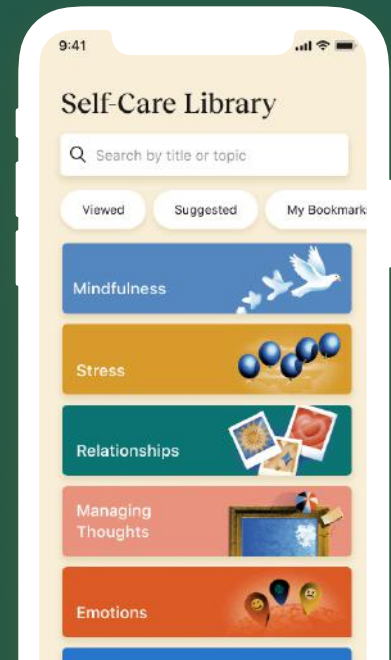 9:41
Self-Care Library
Search by title or topic
Viewed Suggested My Bookmark
Mindfulness
Stress
Relationships
Managing
Thoughts
Emotions